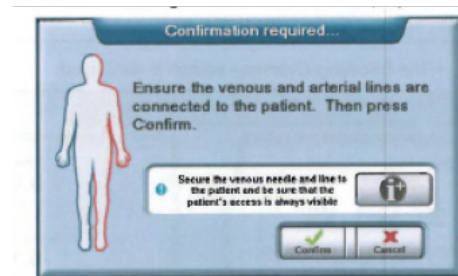 Confirmation required...
Ensure the venous and arterial lines are
connected to the patient. Then press
Confirm.
Secure the venous needle and line to
the patient and be sure that the
patient's access is always visible
Confirm
Cancel